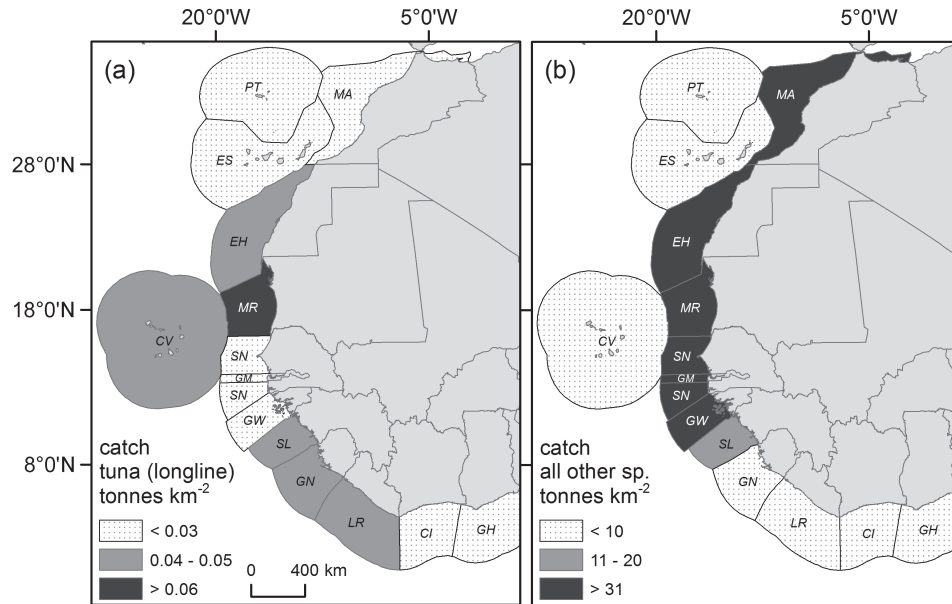 20°0'W 5°0'W 20°0'W 5°0'W
(a)
PT
MA
28°0'N
ES
EH
18°0'N
MR
CV
SN
GM
SN
GW
8°0'N
SL
GN
LR
CI
GH
catch
tuna (longline)
tonnes km-2
< 0.03
0.04 - 0.05
> 0.06
0 400 km
(b)
PT
MA
ES
EH
MR
CV
SN
GM
SN
GW
SL
GN
LR
CI
GH
catch
all other sp.
tonnes km-2
< 10
11 - 20
> 31